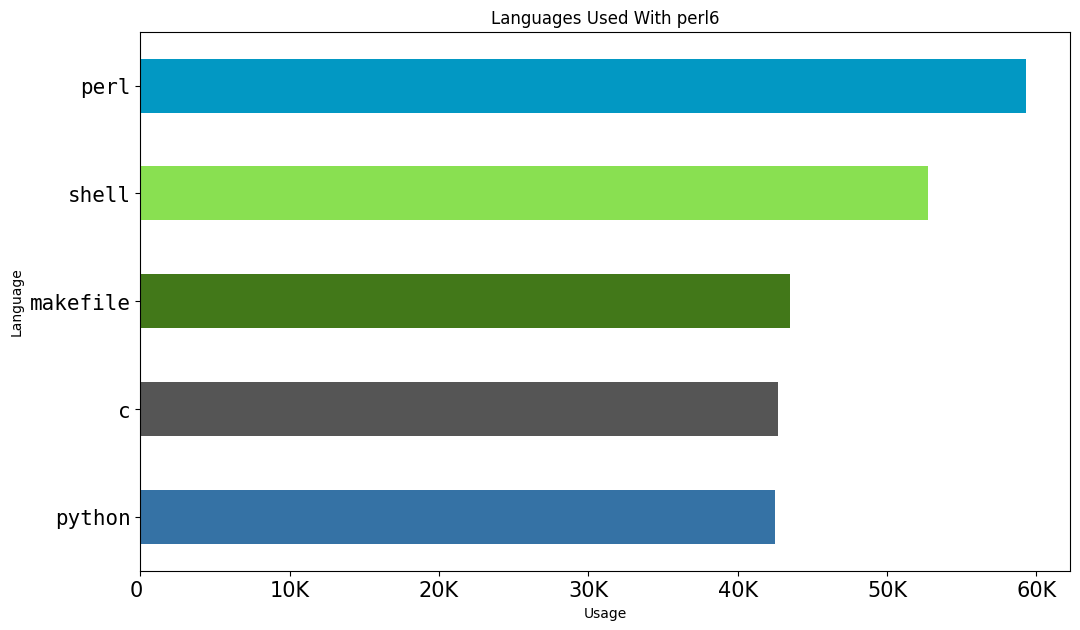 Languages Used With perl6
perl
shell
makefile
c
python
Language
0 10K 20K 30K 40K 50K 60K
Usage